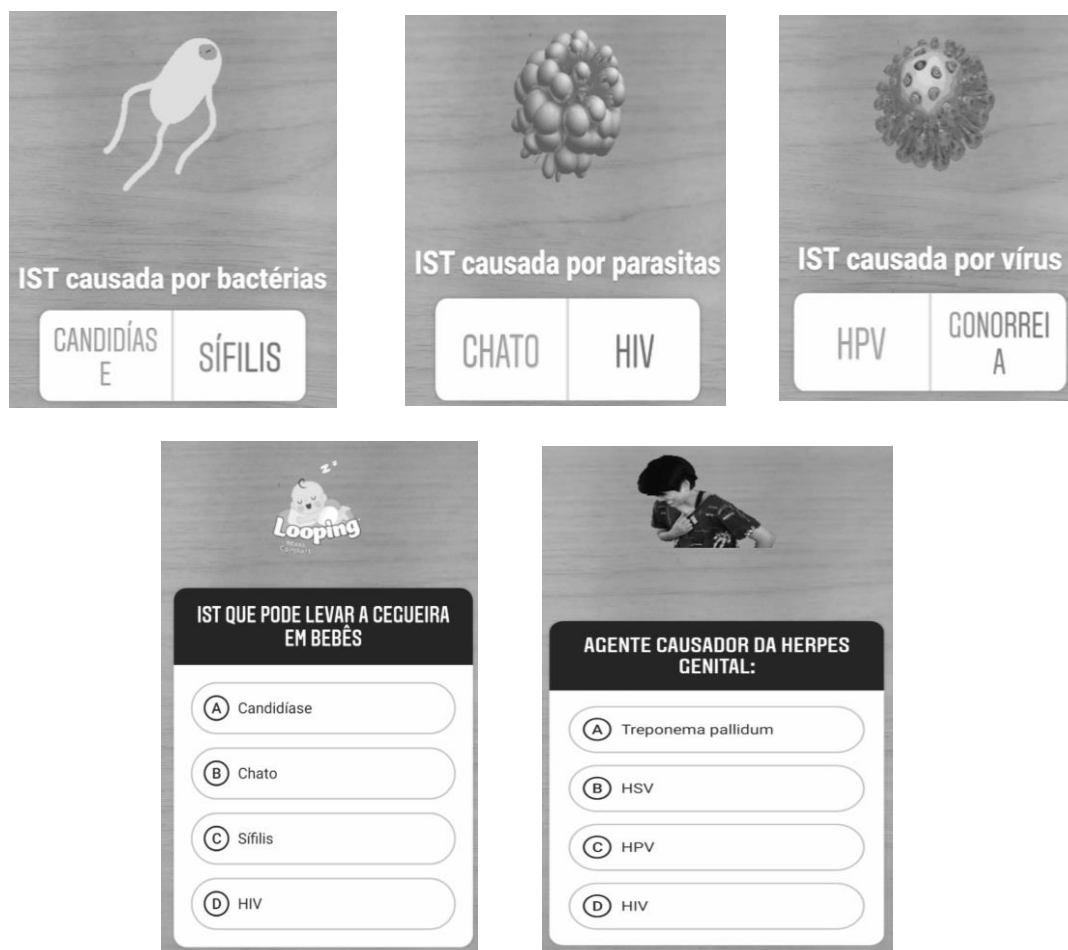 IST causada por bactérias
CANDIDÍAS
E
SÍFILIS
IST causada por parasitas
CHATO
HIV
IST causada por vírus
HPV
GONORREI
A
Looping
IST QUE PODE LEVAR A CEGUEIRA
EM BEBÊS
A Candidíase
B Chato
C Sífilis
D HIV
AGENTE CAUSADOR DA HERPES
GENITAL:
A Treponema pallidum
B HSV
C HPV
D HIV